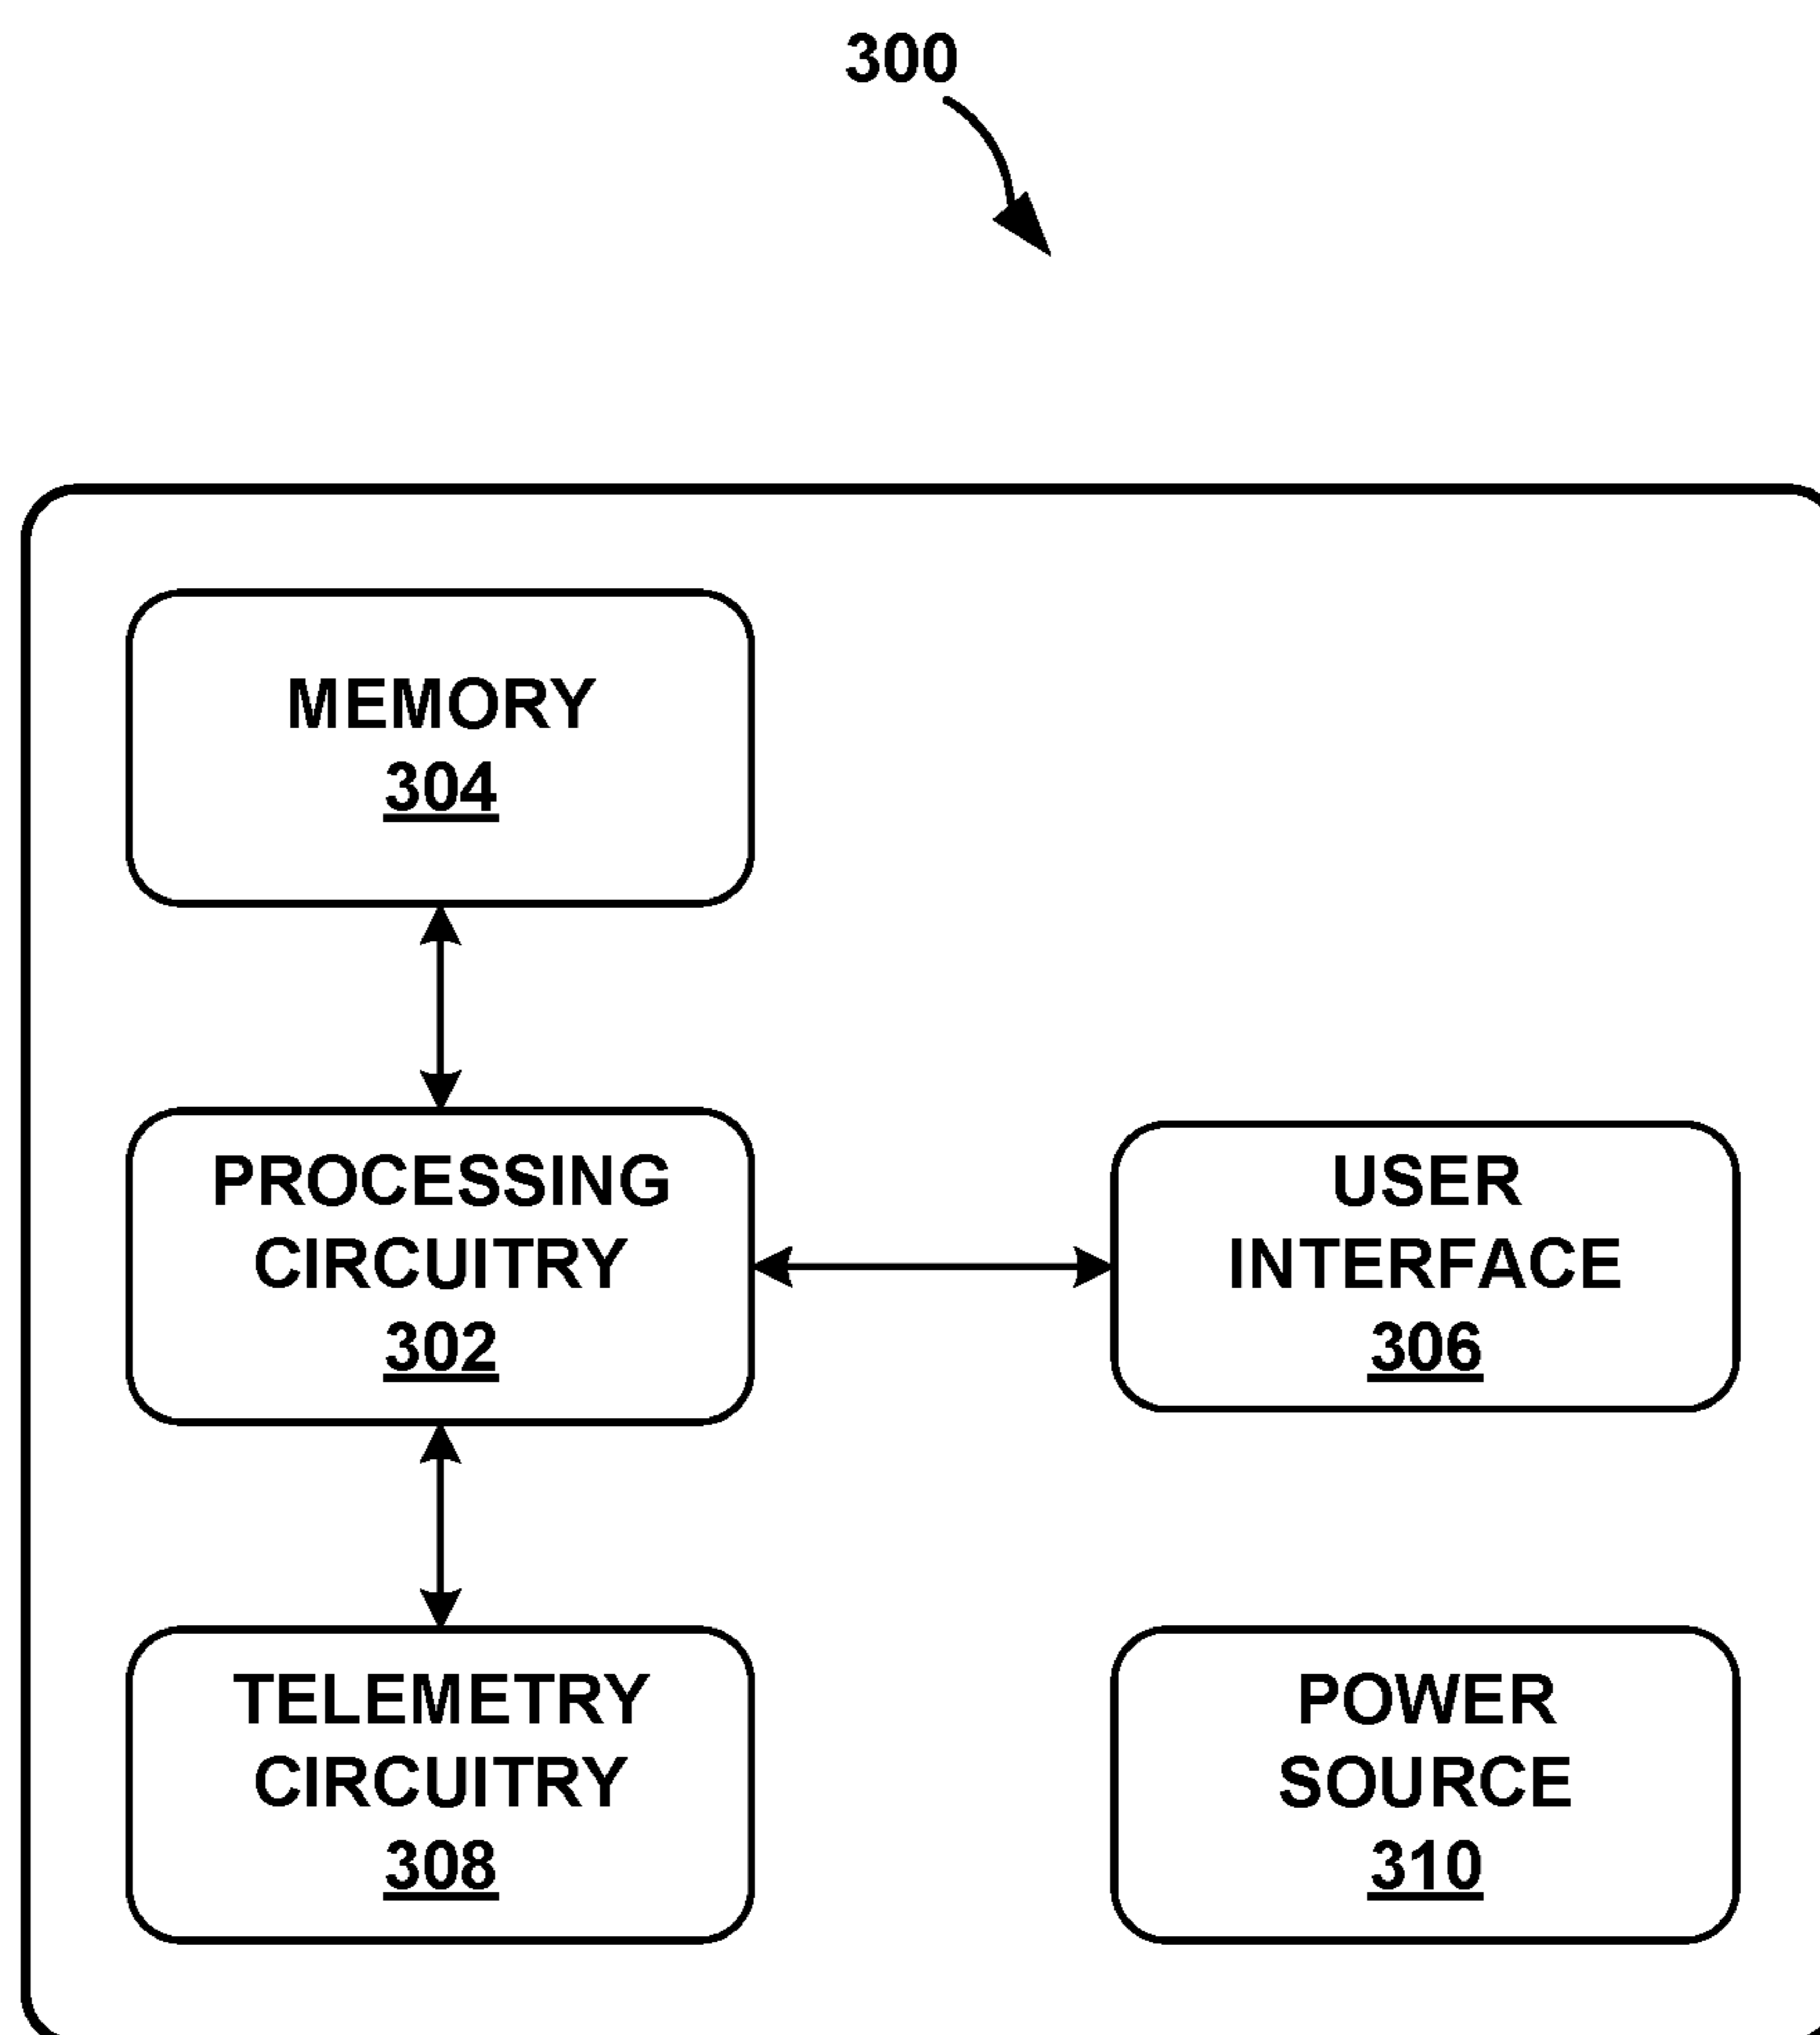 300
MEMORY
304
PROCESSING
CIRCUITRY
302
USER
INTERFACE
306
TELEMETRY
CIRCUITRY
308
POWER
SOURCE
310